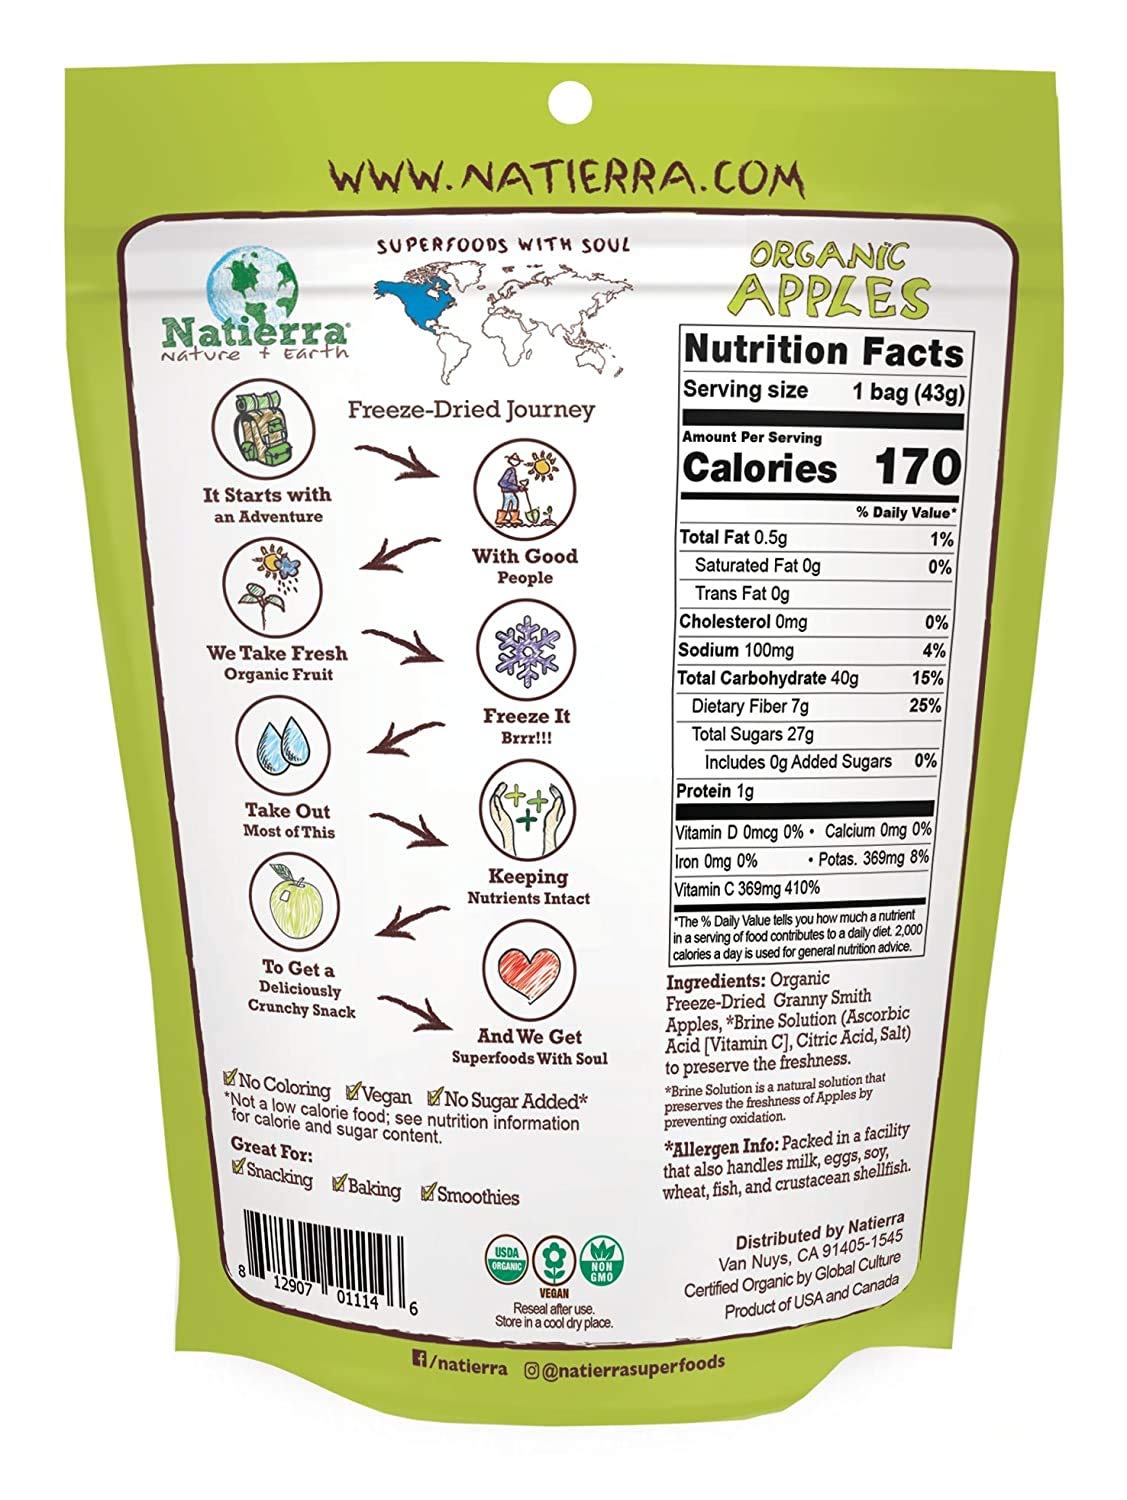 WWW.NATIERRA.COM
SUPERFOODS WITH SOUL
Natierra®
Nature + Earth
Freeze-Dried Journey
It Starts with
an Adventure
With Good
People
We Take Fresh
Organic Fruit
Freeze It
Brrr!!!
Take Out
Most of This
Keeping
Nutrients Intact
To Get a
Deliciously
Crunchy Snack
And We Get
Superfoods With Soul
No Coloring Vegan No Sugar Added*
*Not a low calorie food; see nutrition information
for calorie and sugar content.
Great For:
Snacking Baking Smoothies
8 12907 01114 6
USDA
ORGANIC
VEGAN
NON
GMO
Reseal after use.
Store in a cool dry place.
ORGANIC
APPLES
Nutrition Facts
Serving size 1 bag (43g)
Amount Per Serving
Calories 170
% Daily Value*
Total Fat 0.5g 1%
Saturated Fat 0g 0%
Trans Fat 0g
Cholesterol 0mg 0%
Sodium 100mg 4%
Total Carbohydrate 40g 15%
Dietary Fiber 7g 25%
Total Sugars 27g
Includes 0g Added Sugars 0%
Protein 1g
Vitamin D 0mcg 0% • Calcium 0mg 0%
Iron 0mg 0% • Potas. 369mg 8%
Vitamin C 369mg 410%
*The % Daily Value tells you how much a nutrient
in a serving of food contributes to a daily diet. 2,000
calories a day is used for general nutrition advice.
Ingredients: Organic
Freeze-Dried Granny Smith
Apples, *Brine Solution (Ascorbic
Acid [Vitamin C], Citric Acid, Salt)
to preserve the freshness.
*Brine Solution is a natural solution that
preserves the freshness of Apples by
preventing oxidation.
*Allergen Info: Packed in a facility
that also handles milk, eggs, soy,
wheat, fish, and crustacean shellfish.
Distributed by Natierra
Van Nuys, CA 91405-1545
Certified Organic by Global Culture
Product of USA and Canada
f/natierra @natierrasuperfoods